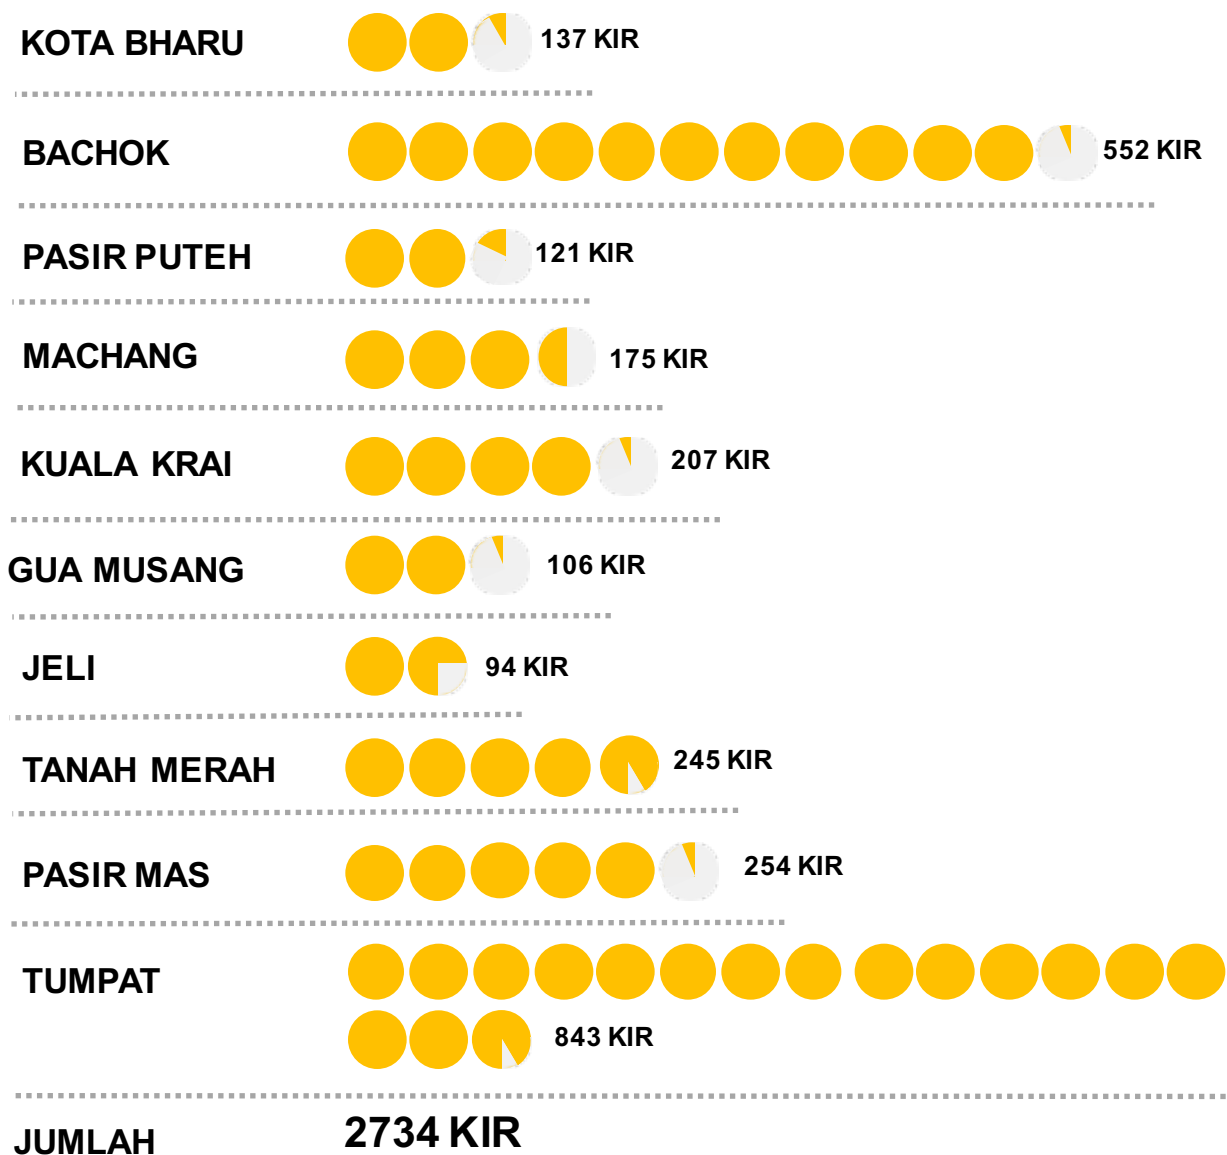 KOTA BHARU 137 KIR
BACHOK 552 KIR
PASIR PUTEH 121 KIR
MACHANG 175 KIR
KUALA KRAI 207 KIR
GUA MUSANG 106 KIR
JELI 94 KIR
TANAH MERAH 245 KIR
PASIR MAS 254 KIR
TUMPAT
843 KIR
JUMLAH 2734 KIR